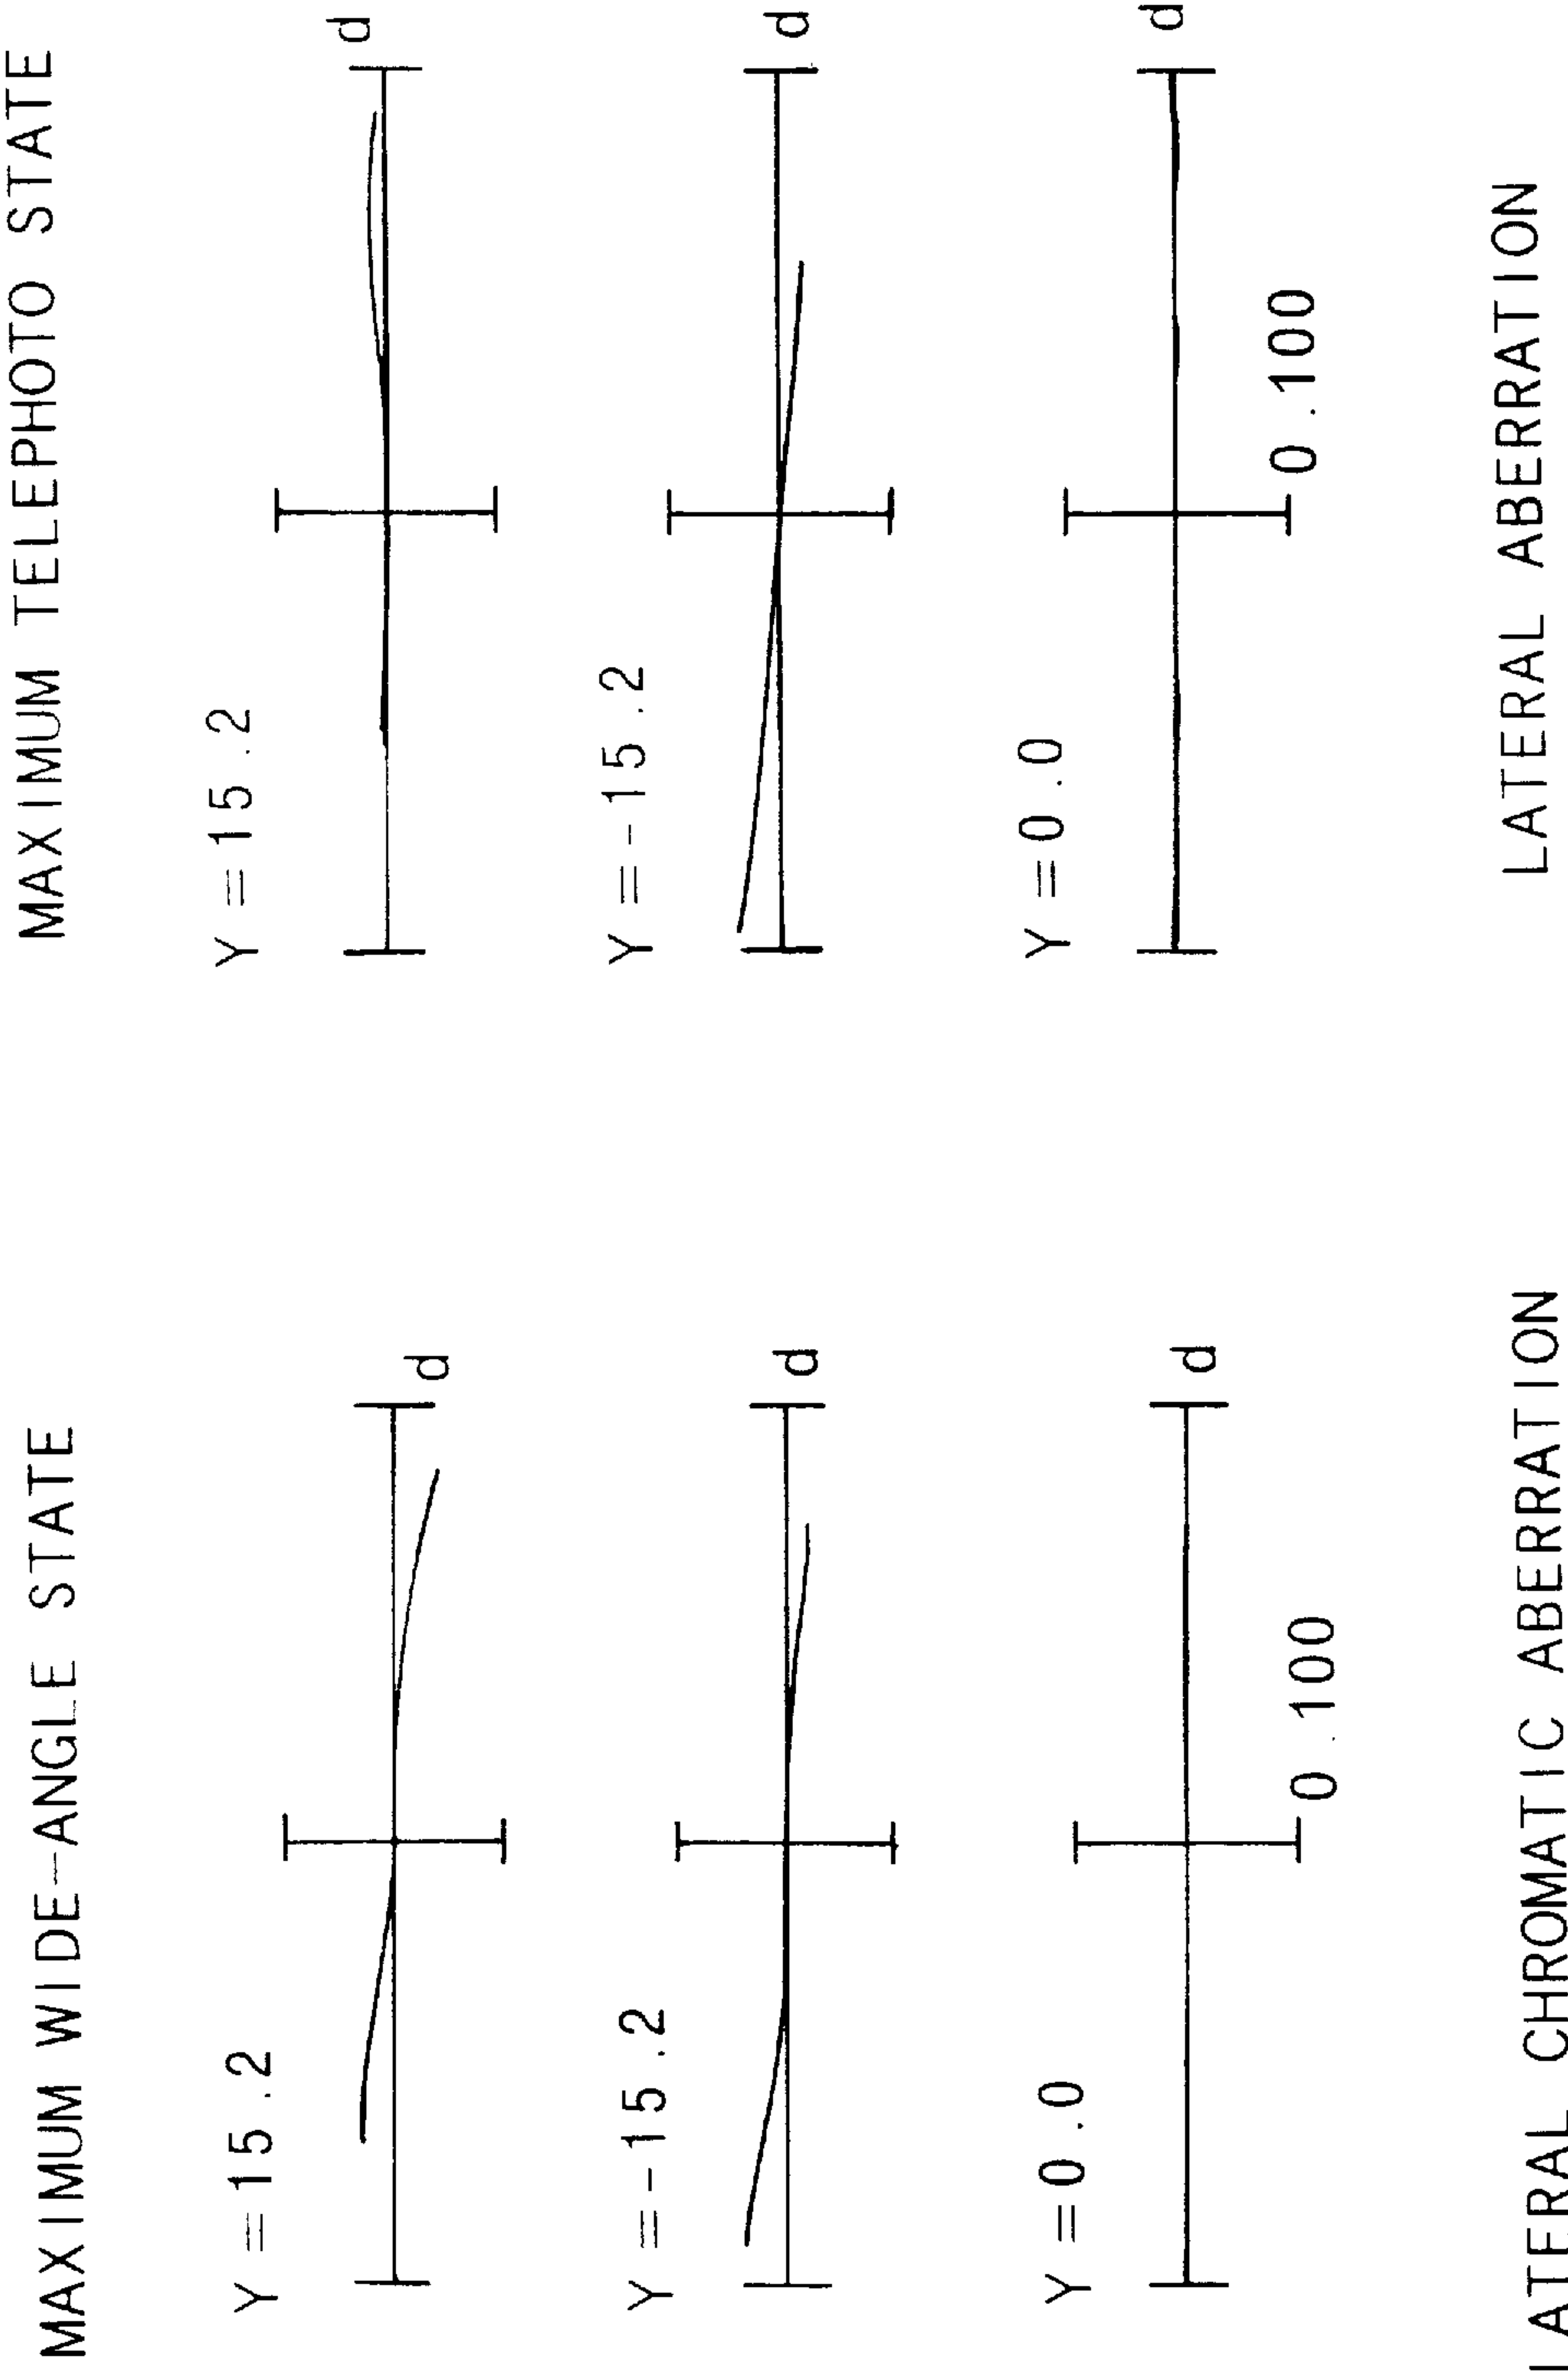 MAXIMUM WIDE-ANGLE STATE
Y=15.2
d
Y=-15.2
d
Y=0.0
d
0.100
LATERAL CHROMATIC ABERRATION
MAXIMUM TELEPHOTO STATE
Y=15.2
d
Y=-15.2
d
Y=0.0
d
0.100
LATERAL ABERRATION